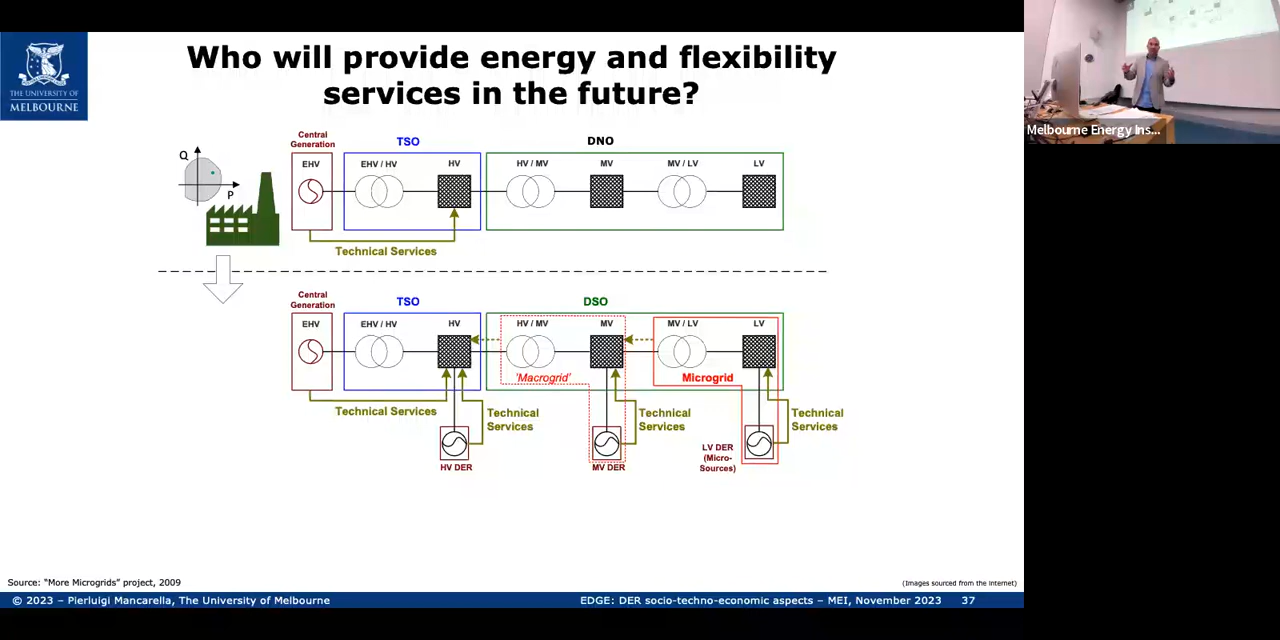 THE UNIVERSITY OF
MELBOURNE
Who will provide energy and flexibility
services in the future?
Central
Generation
EHV
TSO
EHV / HV
HV
DNO
HV / MV
MV
MV / LV
LV
Q
P
Technical Services
Central
Generation
EHV
TSO
EHV / HV
HV
DSO
HV / MV
MV
MV / LV
LV
'Macrogrid'
Microgrid
Technical Services
Technical
Services
Technical
Services
Technical
Services
HV DER
MV DER
LV DER
(Micro-
Sources)
Source: “More Microgrids” project, 2009
(Images sourced from the internet)
© 2023 – Pierluigi Mancarella, The University of Melbourne
EDGE: DER socio-techno-economic aspects – MEI, November 2023 37
Melbourne Energy Ins...